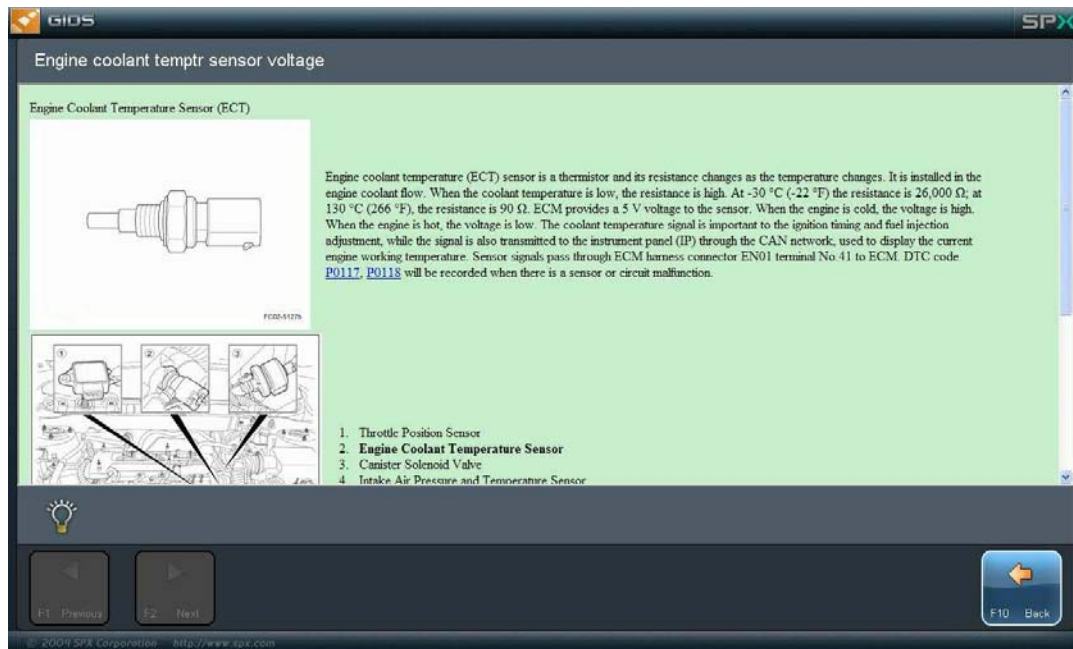 GIDS
SPX
Engine coolant temptr sensor voltage
Engine Coolant Temperature Sensor (ECT)
FC02-5127b
Engine coolant temperature (ECT) sensor is a thermistor and its resistance changes as the temperature changes. It is installed in the
engine coolant flow. When the coolant temperature is low, the resistance is high. At -30 °C (-22 °F) the resistance is 26,000 Ω; at
130 °C (266 °F), the resistance is 90 Ω. ECM provides a 5 V voltage to the sensor. When the engine is cold, the voltage is high.
When the engine is hot, the voltage is low. The coolant temperature signal is important to the ignition timing and fuel injection
adjustment, while the signal is also transmitted to the instrument panel (IP) through the CAN network, used to display the current
engine working temperature. Sensor signals pass through ECM harness connector EN01 terminal No.41 to ECM. DTC code
P0117, P0118 will be recorded when there is a sensor or circuit malfunction.
1
2
3
1. Throttle Position Sensor
2. Engine Coolant Temperature Sensor
3. Canister Solenoid Valve
4. Intake Air Pressure and Temperature Sensor
F1 Previous
F2 Next
F10 Back
© 2009 SPX Corporation http://www.spx.com